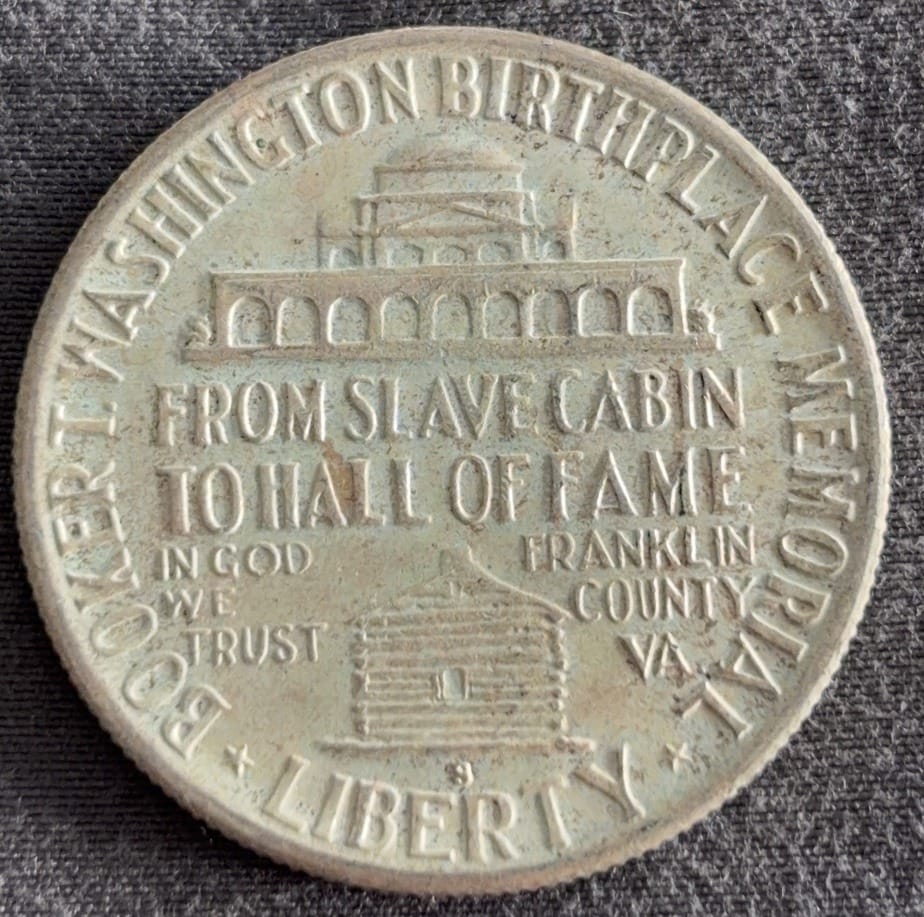 BOOKER T. WASHINGTON BIRTHPLACE MEMORIAL
FROM SLAVE CABIN
TO HALL OF FAME
IN GOD
WE
TRUST
FRANKLIN
COUNTY
VA.
S
LIBERTY